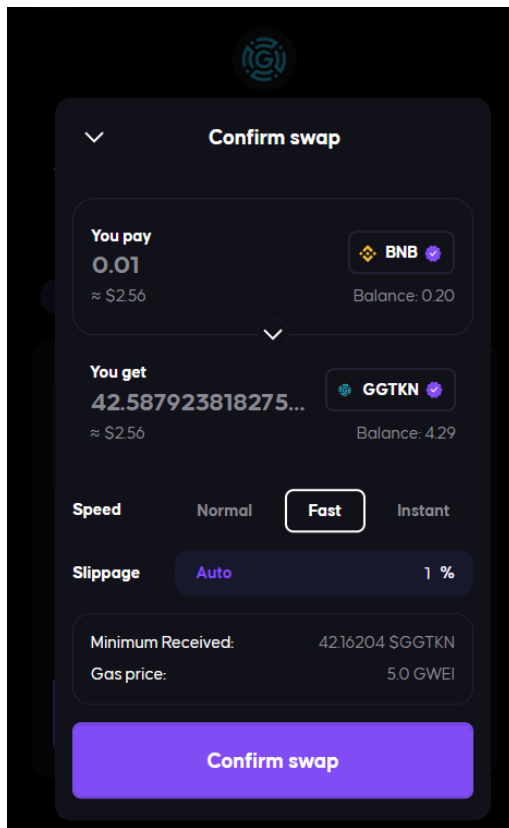 Confirm swap
You pay
0.01
BNB
≈ $2.56
Balance: 0.20
You get
42.587923818275...
GGTKN
≈ $2.56
Balance: 4.29
Speed Normal Fast Instant
Slippage Auto 1 %
Minimum Received: 42.16204 $GGTKN
Gas price: 5.0 GWEI
Confirm swap